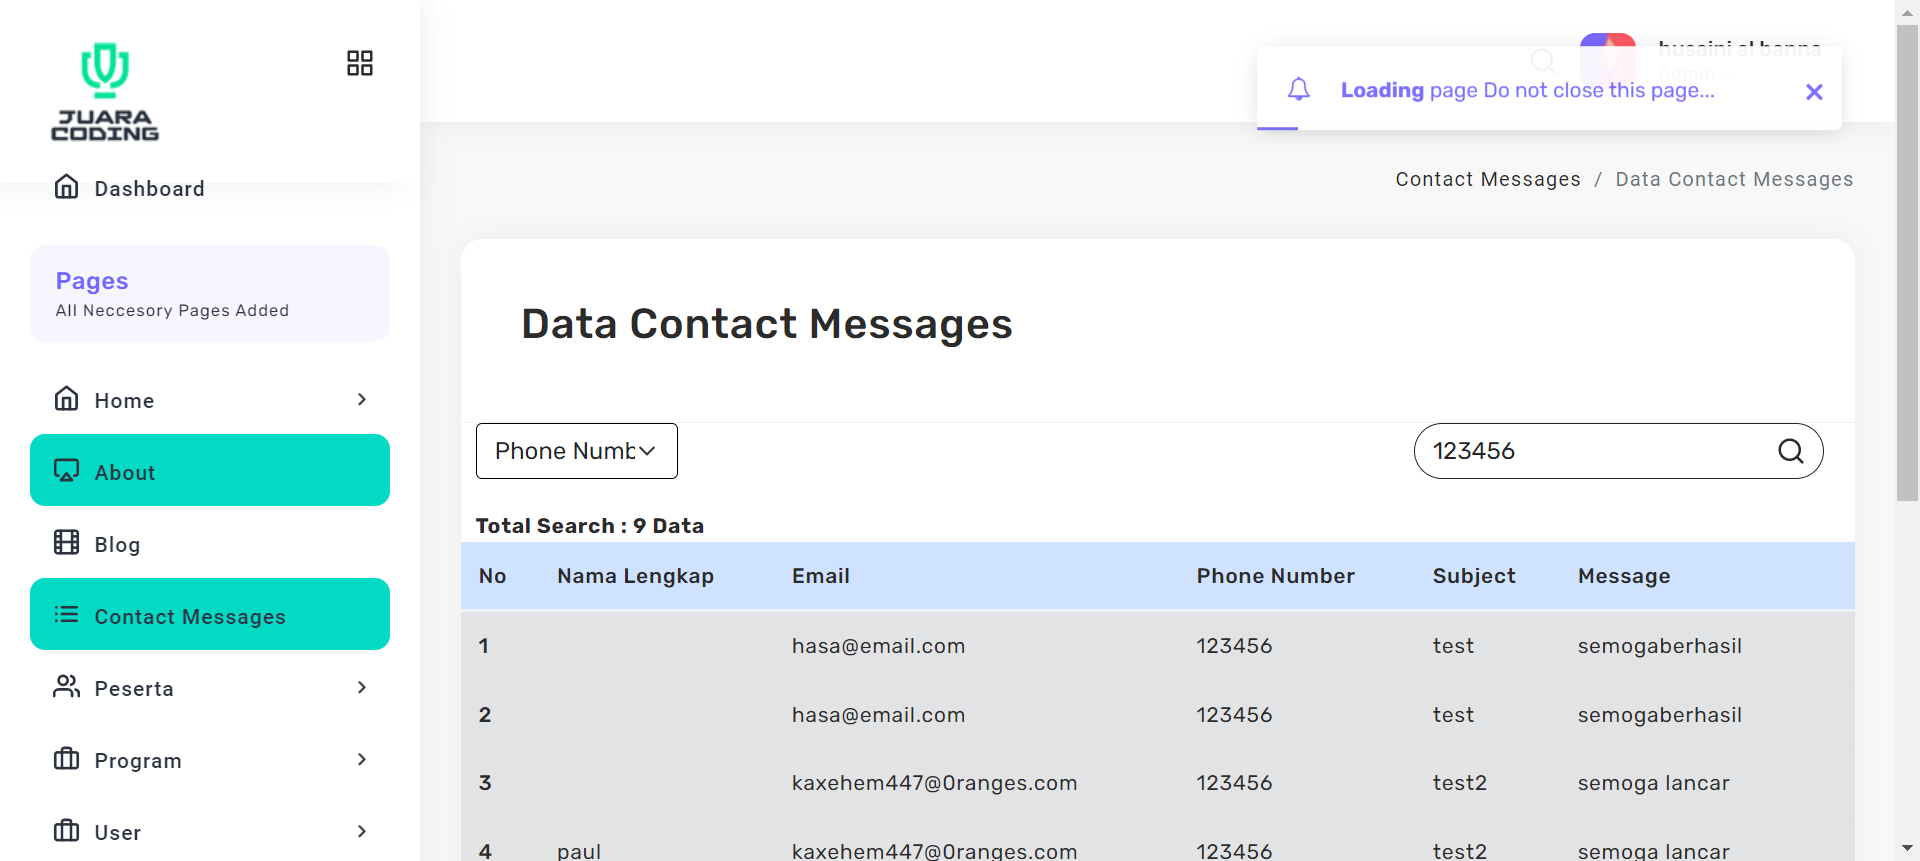 JUARA
CODING
husaini al banna
Admin
Loading page Do not close this page...
Dashboard
Contact Messages / Data Contact Messages
Pages
All Neccesory Pages Added
Data Contact Messages
Home
Phone Numb
123456
About
Total Search : 9 Data
Blog
No Nama Lengkap Email Phone Number Subject Message
Contact Messages
1 hasa@email.com 123456 test semogaberhasil
Peserta
2 hasa@email.com 123456 test semogaberhasil
Program
3 kaxehem447@0ranges.com 123456 test2 semoga lancar
User
4 paul kaxehem447@0ranges.com 123456 test2 semoga lancar